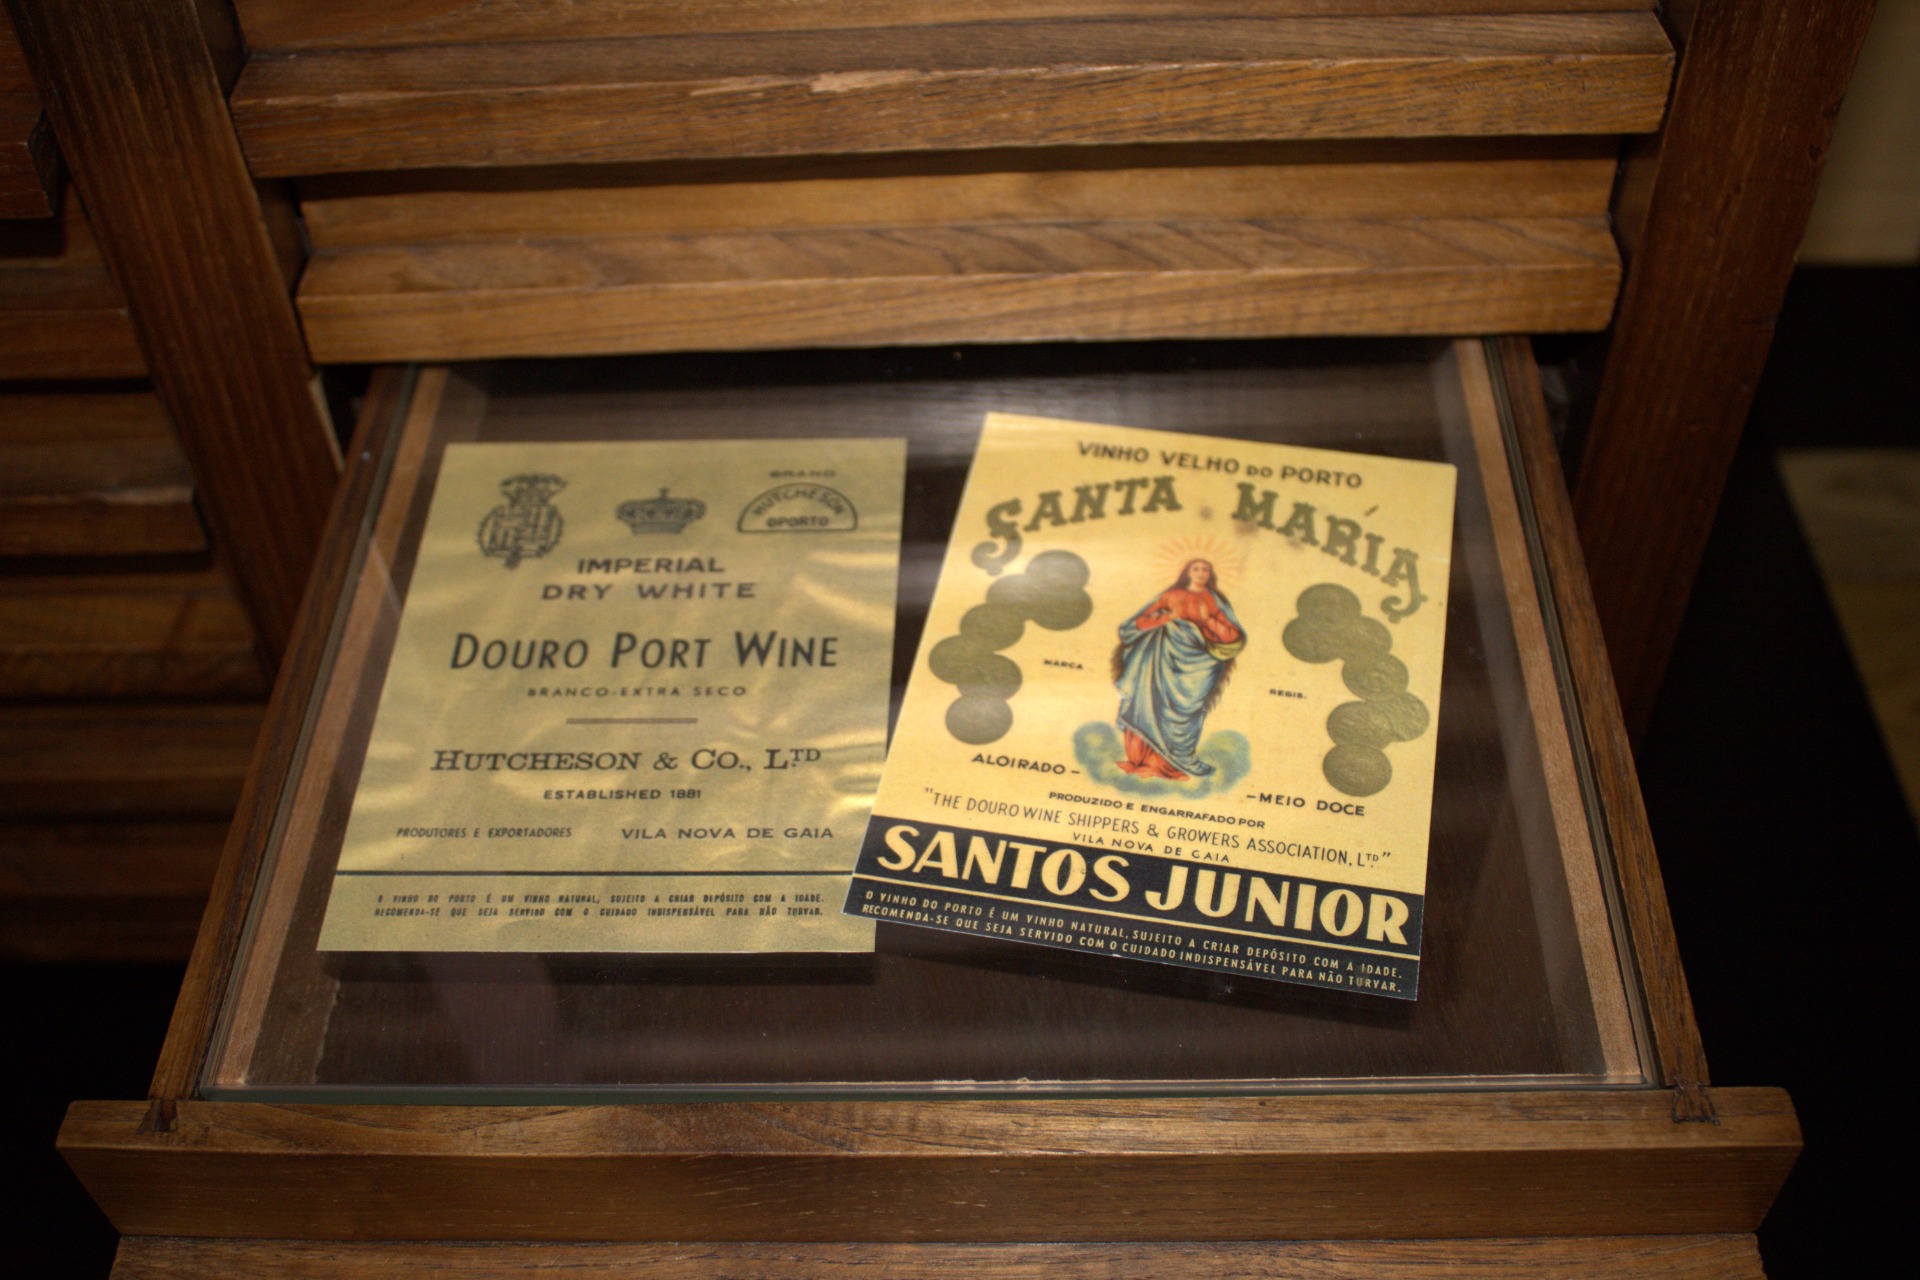 BRAND
HUTCHESON
OPORTO
IMPERIAL
DRY WHITE
DOURO PORT WINE
BRANCO-EXTRA SECO
HUTCHESON & CO., LTD
ESTABLISHED 1881
PRODUTORES E EXPORTADORES VILA NOVA DE GAIA
O VINHO DO PORTO É UM VINHO NATURAL, SUJEITO A CRIAR DEPÓSITO COM A IDADE.
RECOMENDA-SE QUE SEJA SERVIDO COM O CUIDADO INDISPENSÁVEL PARA NÃO TURVAR.
VINHO VELHO DO PORTO
SANTA MARÍA
MARCA REGIS.
ALOIRADO – –MEIO DOCE
PRODUZIDO E ENGARRAFADO POR
"THE DOURO WINE SHIPPERS & GROWERS ASSOCIATION, LTD"
VILA NOVA DE GAIA
SANTOS JUNIOR
O VINHO DO PORTO É UM VINHO NATURAL, SUJEITO A CRIAR DEPÓSITO COM A IDADE.
RECOMENDA-SE QUE SEJA SERVIDO COM O CUIDADO INDISPENSÁVEL PARA NÃO TURVAR.